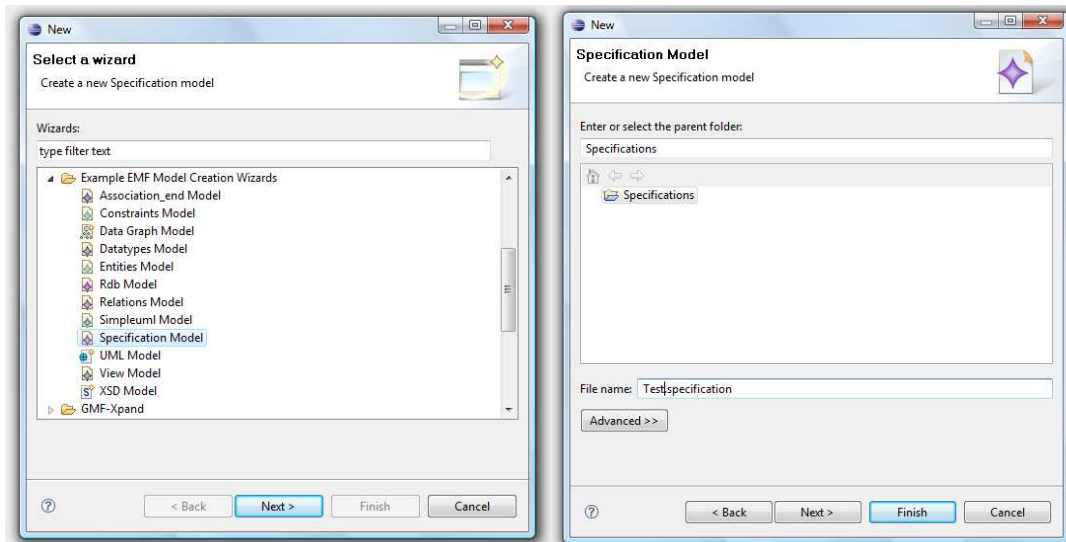 New
Select a wizard
Create a new Specification model
Wizards:
type filter text
Example EMF Model Creation Wizards
Association_end Model
Constraints Model
Data Graph Model
Datatypes Model
Entities Model
Rdb Model
Relations Model
Simpleuml Model
Specification Model
UML Model
View Model
XSD Model
GMF-Xpand
< Back Next > Finish Cancel
New
Specification Model
Create a new Specification model
Enter or select the parent folder:
Specifications
Specifications
File name: Test.specification
Advanced >>
< Back Next > Finish Cancel